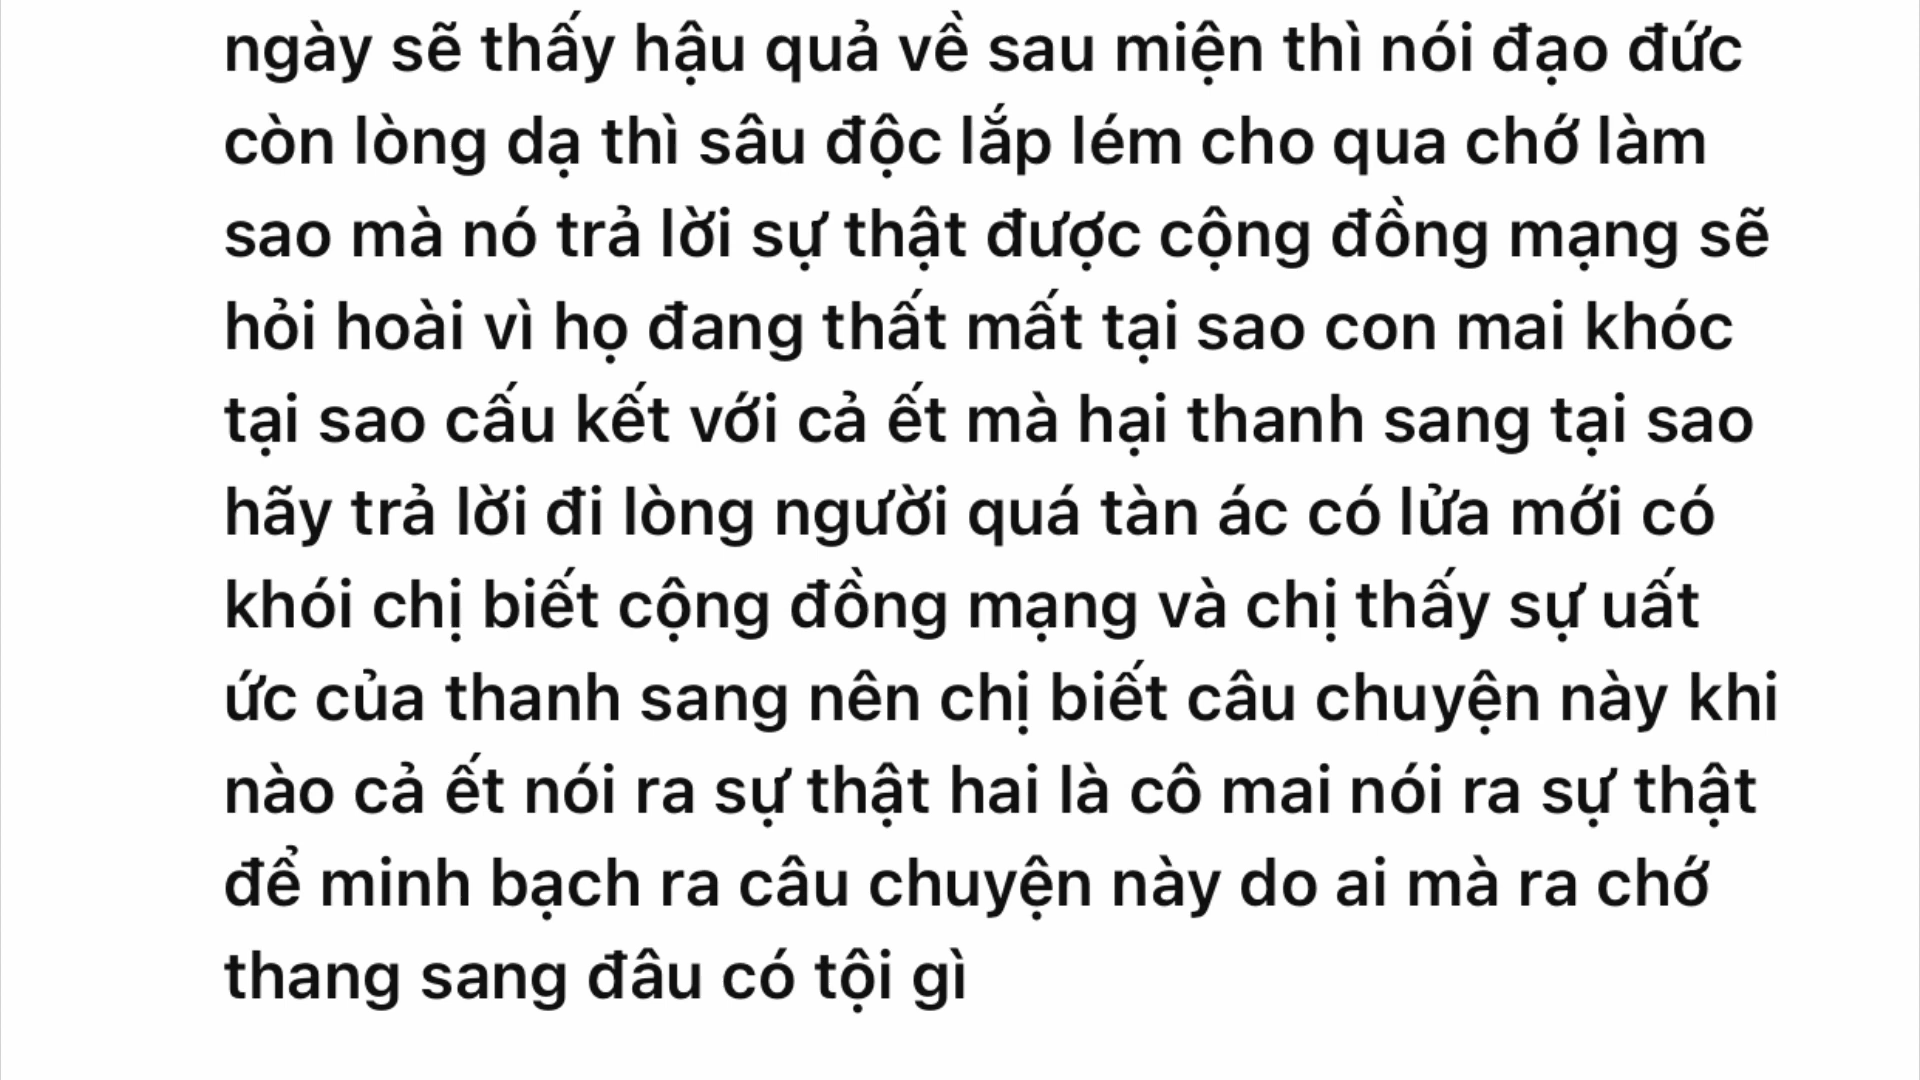 ngày sẽ thấy hậu quả về sau miện thì nói đạo đức
còn lòng dạ thì sâu độc lắp lém cho qua chớ làm
sao mà nó trả lời sự thật được cộng đồng mạng sẽ
hỏi hoài vì họ đang thất mất tại sao con mai khóc
tại sao cấu kết với cả ết mà hại thanh sang tại sao
hãy trả lời đi lòng người quá tàn ác có lửa mới có
khói chị biết cộng đồng mạng và chị thấy sự uất
ức của thanh sang nên chị biết câu chuyện này khi
nào cả ết nói ra sự thật hai là cô mai nói ra sự thật
để minh bạch ra câu chuyện này do ai mà ra chớ
thang sang đâu có tội gì